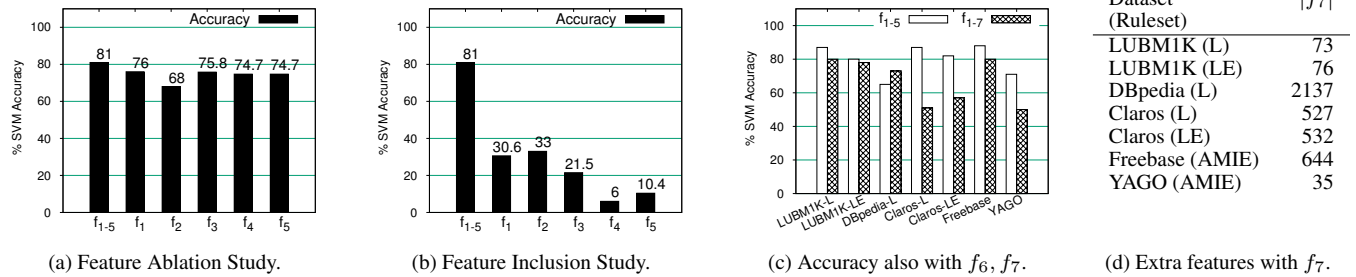 Accuracy
% SVM Accuracy
100
80
60
40
20
0
81
76
68
75.8
74.7
74.7
f1-5
f1
f2
f3
f4
f5
(a) Feature Ablation Study.
Accuracy
% SVM Accuracy
100
80
60
40
20
0
81
30.6
33
21.5
6
10.4
f1-5
f1
f2
f3
f4
f5
(b) Feature Inclusion Study.
f1-5
f1-7
% SVM Accuracy
100
80
60
40
20
0
LUBM1K-L
LUBM1K-LE
DBpedia-L
Claros-L
Claros-LE
Freebase
YAGO
(c) Accuracy also with f6, f7.
Dataset |f7|
(Ruleset)
LUBM1K (L) 73
LUBM1K (LE) 76
DBpedia (L) 2137
Claros (L) 527
Claros (LE) 532
Freebase (AMIE) 644
YAGO (AMIE) 35
(d) Extra features with f7.